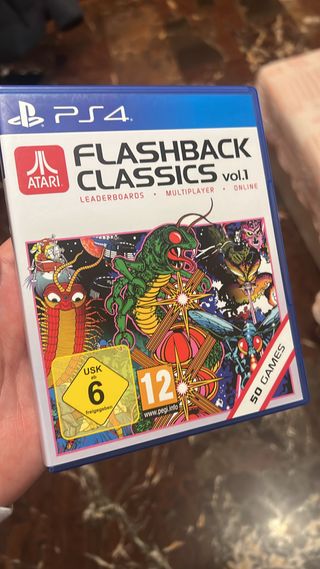 PS4
ATARI
FLASHBACK
CLASSICS vol.1
LEADERBOARDS • MULTIPLAYER • ONLINE
USK
ab
6
freigegeben
12
www.pegi.info
50 GAMES